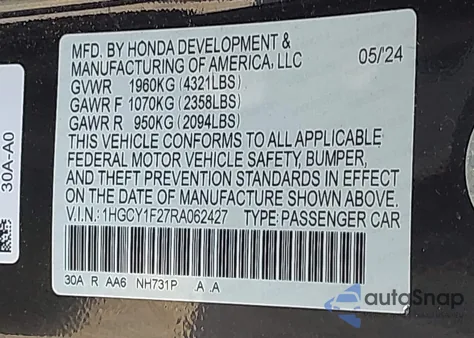 MFD. BY HONDA DEVELOPMENT &
MANUFACTURING OF AMERICA, LLC 05/'24
GVWR 1960KG (4321LBS)
GAWR F 1070KG (2358LBS)
GAWR R 950KG (2094LBS)
THIS VEHICLE CONFORMS TO ALL APPLICABLE
FEDERAL MOTOR VEHICLE SAFETY, BUMPER,
AND THEFT PREVENTION STANDARDS IN EFFECT
ON THE DATE OF MANUFACTURE SHOWN ABOVE.
V.I.N.: 1HGCY1F27RA062427 TYPE: PASSENGER CAR
30A R AA6 NH731P A .A
30A-A0
autoSnap